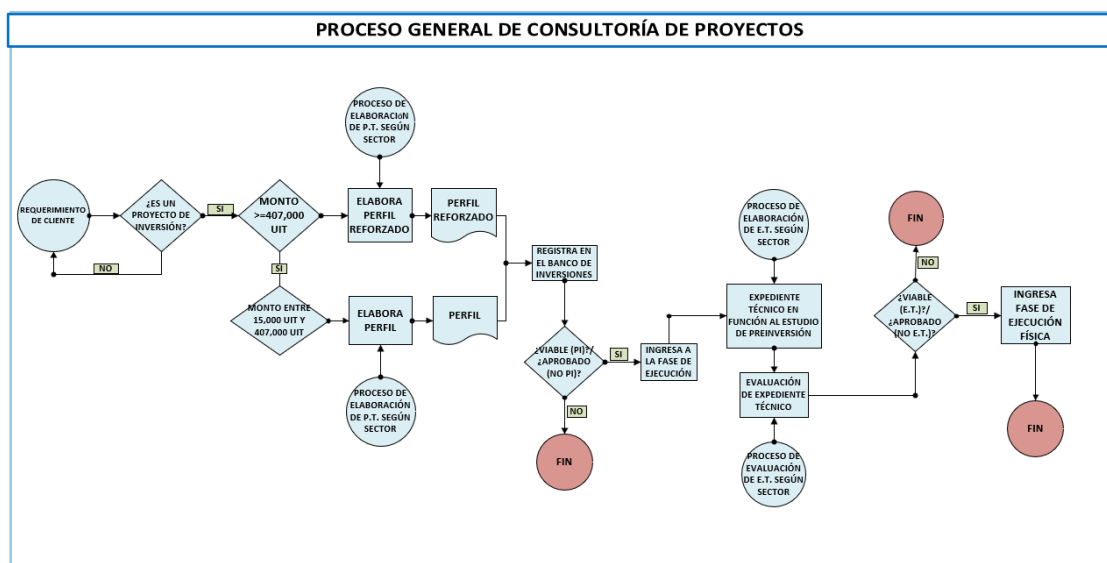 PROCESO GENERAL DE CONSULTORÍA DE PROYECTOS
PROCESO DE
ELABORACIóN
DE P.T. SEGÚN
SECTOR
REQUERIMIENTO
DE CLIENTE
¿ES UN
PROYECTO DE
INVERSIÓN?
SI
NO
MONTO
>=407,000
UIT
SI
ELABORA
PERFIL
REFORZADO
PERFIL
REFORZADO
MONTO ENTRE
15,000 UIT Y
407,000 UIT
ELABORA
PERFIL
PERFIL
PROCESO DE
ELABORACIÓN
DE P.T. SEGÚN
SECTOR
REGISTRA EN
EL BANCO DE
INVERSIONES
¿VIABLE (PI)?/
¿APROBADO
(NO PI)?
SI
NO
FIN
INGRESA A
LA FASE DE
EJECUCIÓN
PROCESO DE
ELABORACIÓN
DE E.T. SEGÚN
SECTOR
EXPEDIENTE
TÉCNICO EN
FUNCIÓN AL ESTUDIO
DE PREINVERSIÓN
EVALUACIÓN
DE EXPEDIENTE
TÉCNICO
PROCESO DE
EVALUACIÓN
DE E.T. SEGÚN
SECTOR
FIN
NO
¿VIABLE
(E.T.)?/
¿APROBADO
(NO E.T.)?
SI
INGRESA
FASE DE
EJECUCIÓN
FÍSICA
FIN